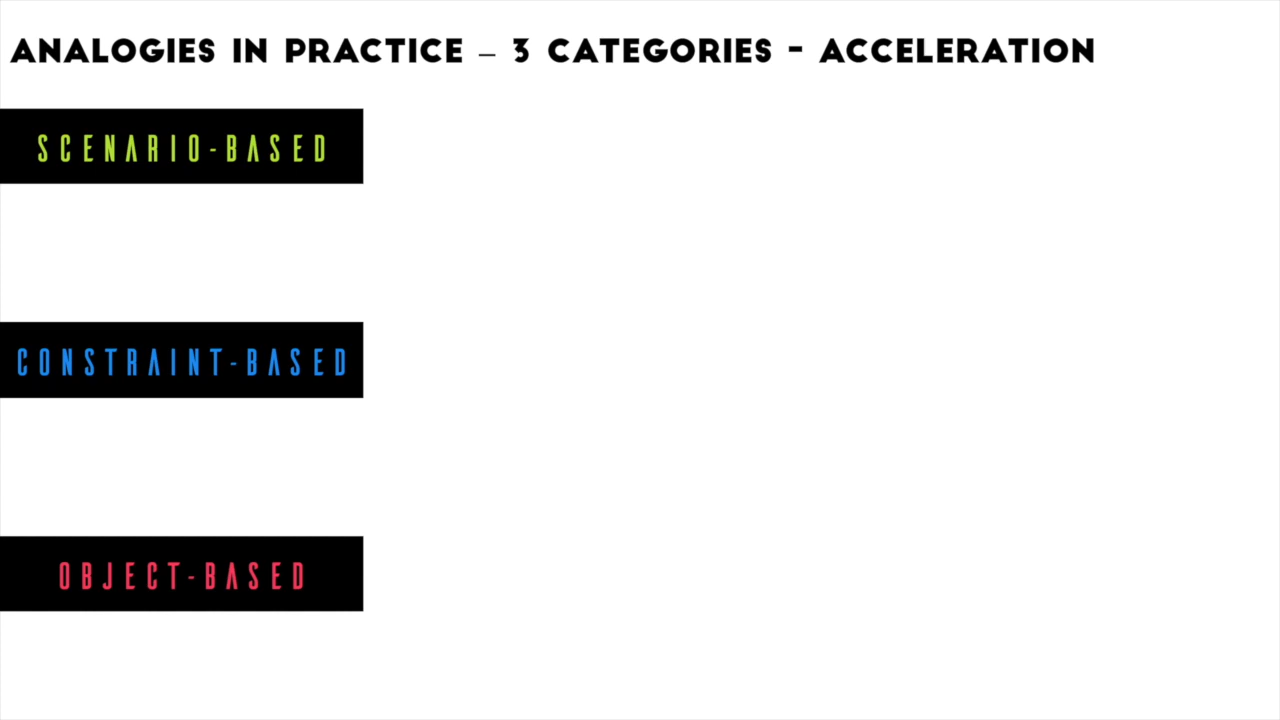 ANALOGIES IN PRACTICE – 3 CATEGORIES - ACCELERATION
SCENARIO-BASED
CONSTRAINT-BASED
OBJECT-BASED